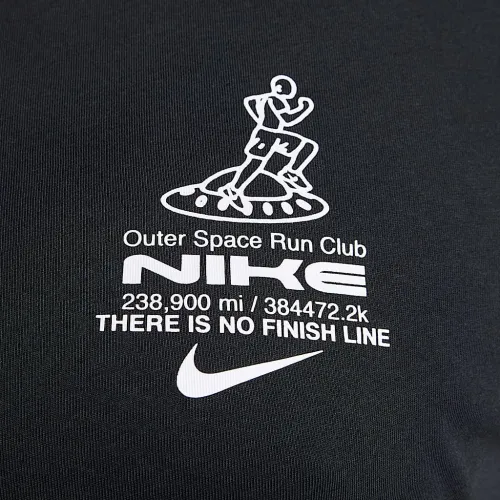 Outer Space Run Club
NIKE
238,900 mi / 384472.2k
THERE IS NO FINISH LINE